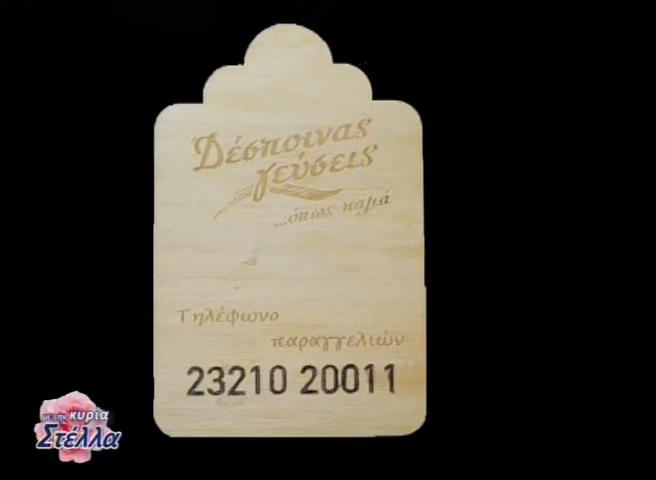 Δέσποινας
γεύσεις
...όπως παλιά
Τηλέφωνο
παραγγελιών
23210 20011
με την κυρία
Στέλλα